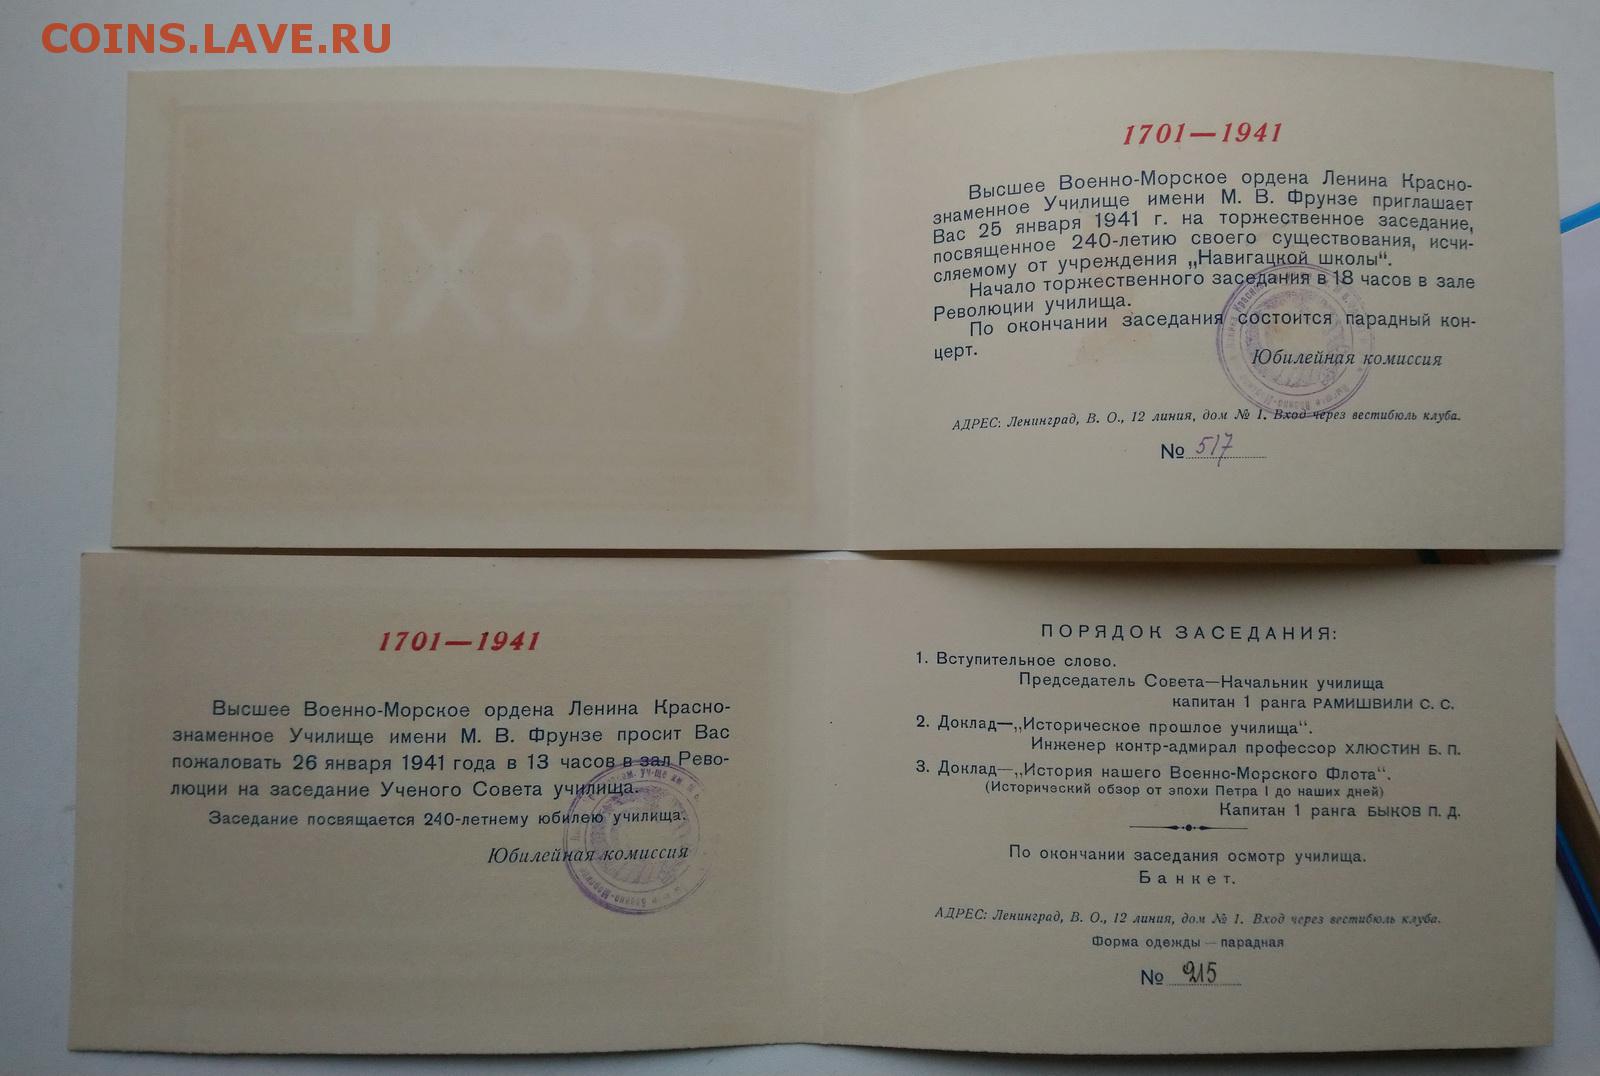 COINS.LAVE.RU
1701—1941
Высшее Военно-Морское ордена Ленина Красно-
знаменное Училище имени М. В. Фрунзе приглашает
Вас 25 января 1941 г. на торжественное заседание,
посвященное 240-летию своего существования, исчи-
сляемому от учреждения „Навигацкой школы“.
Начало торжественного заседания в 18 часов в зале
Революции училища.
По окончании заседания состоится парадный кон-
церт.
Юбилейная комиссия
АДРЕС: Ленинград, В. О., 12 линия, дом № 1. Вход через вестибюль клуба.
№ 517
1701—1941
Высшее Военно-Морское ордена Ленина Красно-
знаменное Училище имени М. В. Фрунзе просит Вас
пожаловать 26 января 1941 года в 13 часов в зал Рево-
люции на заседание Ученого Совета училища.
Заседание посвящается 240-летнему юбилею училища.
Юбилейная комиссия
ПОРЯДОК ЗАСЕДАНИЯ:
1. Вступительное слово.
Председатель Совета—Начальник училища
капитан 1 ранга РАМИШВИЛИ С. С.
2. Доклад—„Историческое прошлое училища“.
Инженер контр-адмирал профессор ХЛЮСТИН Б. П.
3. Доклад—„История нашего Военно-Морского Флота“.
(Исторический обзор от эпохи Петра I до наших дней)
Капитан 1 ранга БЫКОВ П. Д.
По окончании заседания осмотр училища.
Банкет.
АДРЕС: Ленинград, В. О., 12 линия, дом № 1. Вход через вестибюль клуба.
Форма одежды — парадная
№ 215